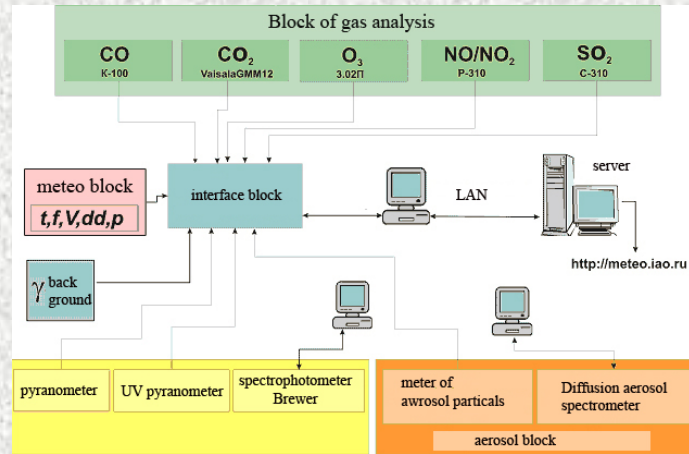 Block of gas analysis
CO
К-100
CO₂
VaisalaGMM12
O₃
3.02П
NO/NO₂
Р-310
SO₂
С-310
meteo block
t,f,V,dd,p
interface block
LAN
server
http://meteo.iao.ru
γ back
ground
pyranometer
UV pyranometer
spectrophotometer
Brewer
meter of
awrosol particals
Diffusion aerosol
spectrometer
aerosol block